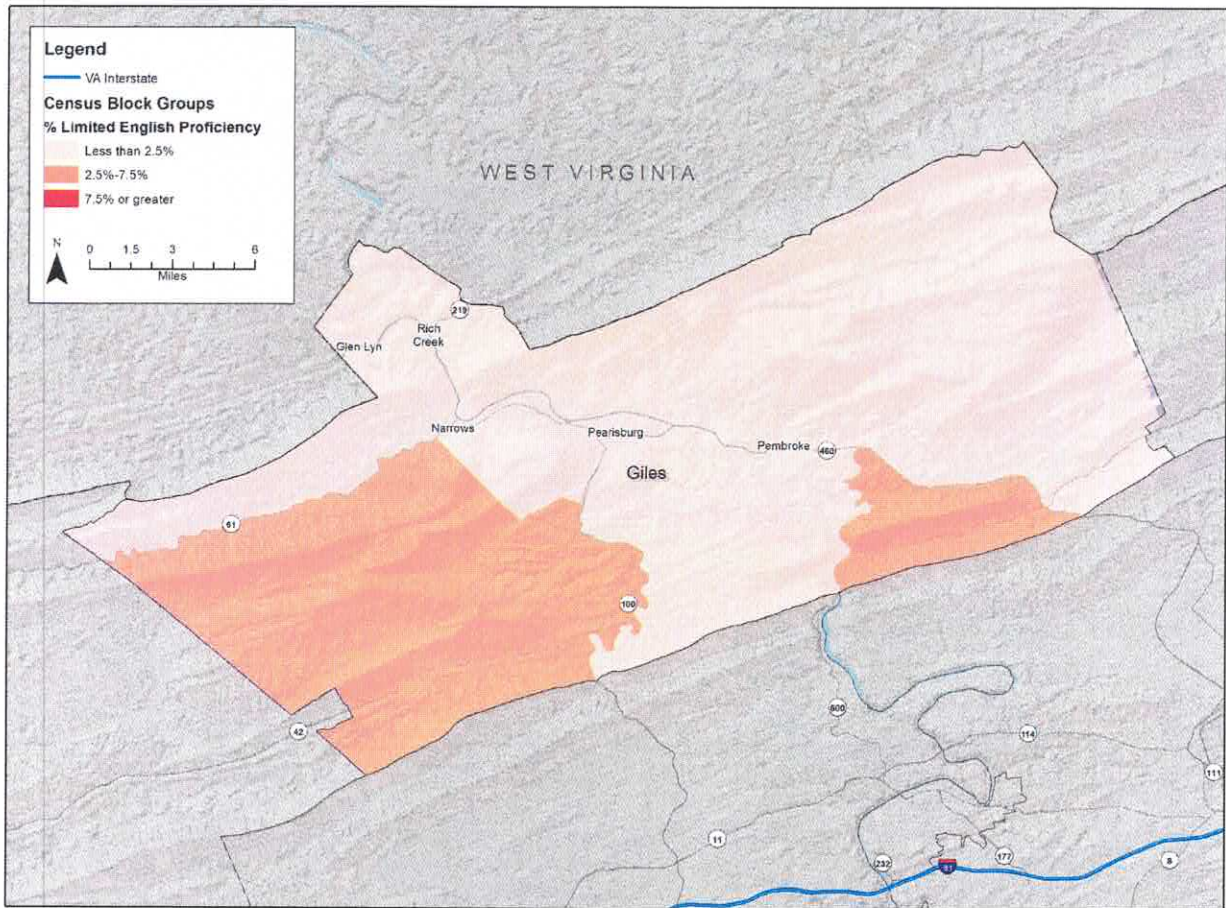 Legend
VA Interstate
Census Block Groups
% Limited English Proficiency
Less than 2.5%
2.5%-7.5%
7.5% or greater
N
0 1.5 3 6
Miles
WEST VIRGINIA
219
Glen Lyn
Rich
Creek
Narrows
Pearisburg
Pembroke
460
Giles
61
100
42
600
114
111
11
232
81
177
8